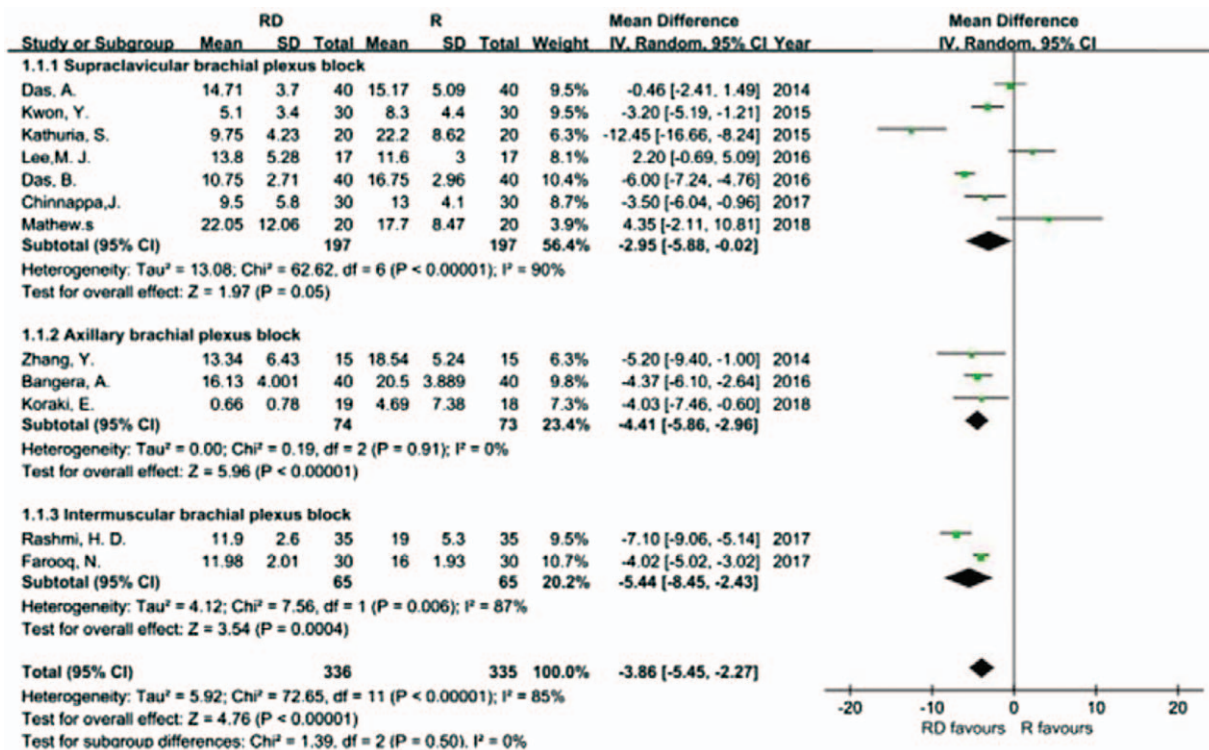 RD R Mean Difference Mean Difference
Study or Subgroup Mean SD Total Mean SD Total Weight IV, Random, 95% CI Year IV, Random, 95% CI
1.1.1 Supraclavicular brachial plexus block
Das, A. 14.71 3.7 40 15.17 5.09 40 9.5% -0.46 [-2.41, 1.49] 2014
Kwon, Y. 5.1 3.4 30 8.3 4.4 30 9.5% -3.20 [-5.19, -1.21] 2015
Kathuria, S. 9.75 4.23 20 22.2 8.62 20 6.3% -12.45 [-16.66, -8.24] 2015
Lee,M. J. 13.8 5.28 17 11.6 3 17 8.1% 2.20 [-0.69, 5.09] 2016
Das, B. 10.75 2.71 40 16.75 2.96 40 10.4% -6.00 [-7.24, -4.76] 2016
Chinnappa,J. 9.5 5.8 30 13 4.1 30 8.7% -3.50 [-6.04, -0.96] 2017
Mathew.s 22.05 12.06 20 17.7 8.47 20 3.9% 4.35 [-2.11, 10.81] 2018
Subtotal (95% CI) 197 197 56.4% -2.95 [-5.88, -0.02]
Heterogeneity: Tau² = 13.08; Chi² = 62.62, df = 6 (P < 0.00001); I² = 90%
Test for overall effect: Z = 1.97 (P = 0.05)
1.1.2 Axillary brachial plexus block
Zhang, Y. 13.34 6.43 15 18.54 5.24 15 6.3% -5.20 [-9.40, -1.00] 2014
Bangera, A. 16.13 4.001 40 20.5 3.889 40 9.8% -4.37 [-6.10, -2.64] 2016
Koraki, E. 0.66 0.78 19 4.69 7.38 18 7.3% -4.03 [-7.46, -0.60] 2018
Subtotal (95% CI) 74 73 23.4% -4.41 [-5.86, -2.96]
Heterogeneity: Tau² = 0.00; Chi² = 0.19, df = 2 (P = 0.91); I² = 0%
Test for overall effect: Z = 5.96 (P < 0.00001)
1.1.3 Intermuscular brachial plexus block
Rashmi, H. D. 11.9 2.6 35 19 5.3 35 9.5% -7.10 [-9.06, -5.14] 2017
Farooq, N. 11.98 2.01 30 16 1.93 30 10.7% -4.02 [-5.02, -3.02] 2017
Subtotal (95% CI) 65 65 20.2% -5.44 [-8.45, -2.43]
Heterogeneity: Tau² = 4.12; Chi² = 7.56, df = 1 (P = 0.006); I² = 87%
Test for overall effect: Z = 3.54 (P = 0.0004)
Total (95% CI) 336 335 100.0% -3.86 [-5.45, -2.27]
Heterogeneity: Tau² = 5.92; Chi² = 72.65, df = 11 (P < 0.00001); I² = 85%
-20 -10 0 10 20
Test for overall effect: Z = 4.76 (P < 0.00001)
RD favours R favours
Test for subgroup differences: Chi² = 1.39, df = 2 (P = 0.50), I² = 0%